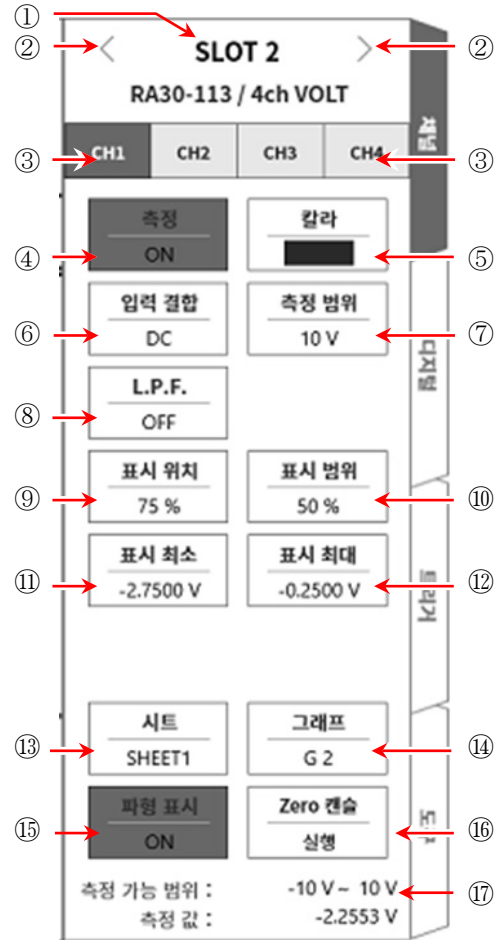 ①
② < SLOT 2 > ②
RA30-113 / 4ch VOLT
③ CH1 CH2 CH3 CH4 ③
채널
측정 칼라
④ ON ⑤
입력 결합 측정 범위
⑥ DC 10 V ⑦
디지털
L.P.F.
⑧ OFF
표시 위치 표시 범위
⑨ 75 % 50 % ⑩
표시 최소 표시 최대
⑪ -2.7500 V -0.2500 V ⑫
트리거
시트 그래프
⑬ SHEET1 G 2 ⑭
파형 표시 Zero 캔슬
⑮ ON 실행 ⑯
측정 가능 범위 : -10 V ~ 10 V ⑰
측정 값 : -2.2553 V